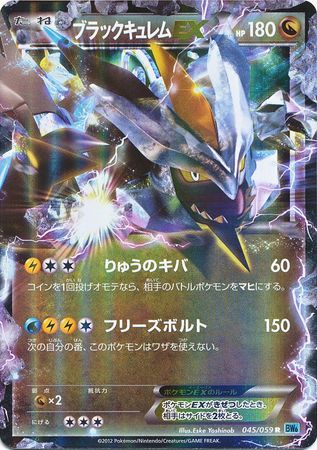 たね ブラックキュレムEX HP 180
りゅうのキバ 60
コインを1回投げオモテなら、相手のバトルポケモンをマヒにする。
フリーズボルト 150
次の自分の番、このポケモンはワザを使えない。
弱点 抵抗力
×2
にげる
ポケモンEXのルール
ポケモンEXがきぜつしたとき、
相手はサイドを2枚とる。
Illus.Eske Yoshinob 045/059 R BW6
©2012 Pokémon/Nintendo/Creatures/GAME FREAK.